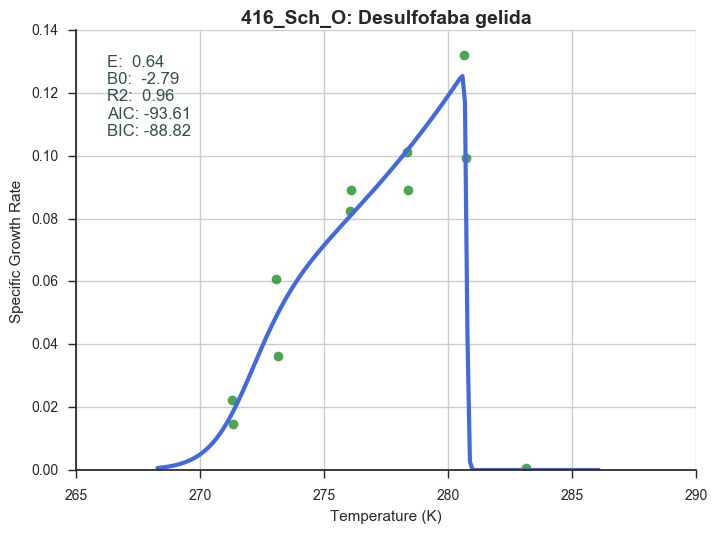 416_Sch_O: Desulfofaba gelida
E:  0.64
B0:  -2.79
R2:  0.96
AIC: -93.61
BIC: -88.82
Specific Growth Rate
0.14
0.12
0.10
0.08
0.06
0.04
0.02
0.00
265 270 275 280 285 290
Temperature (K)